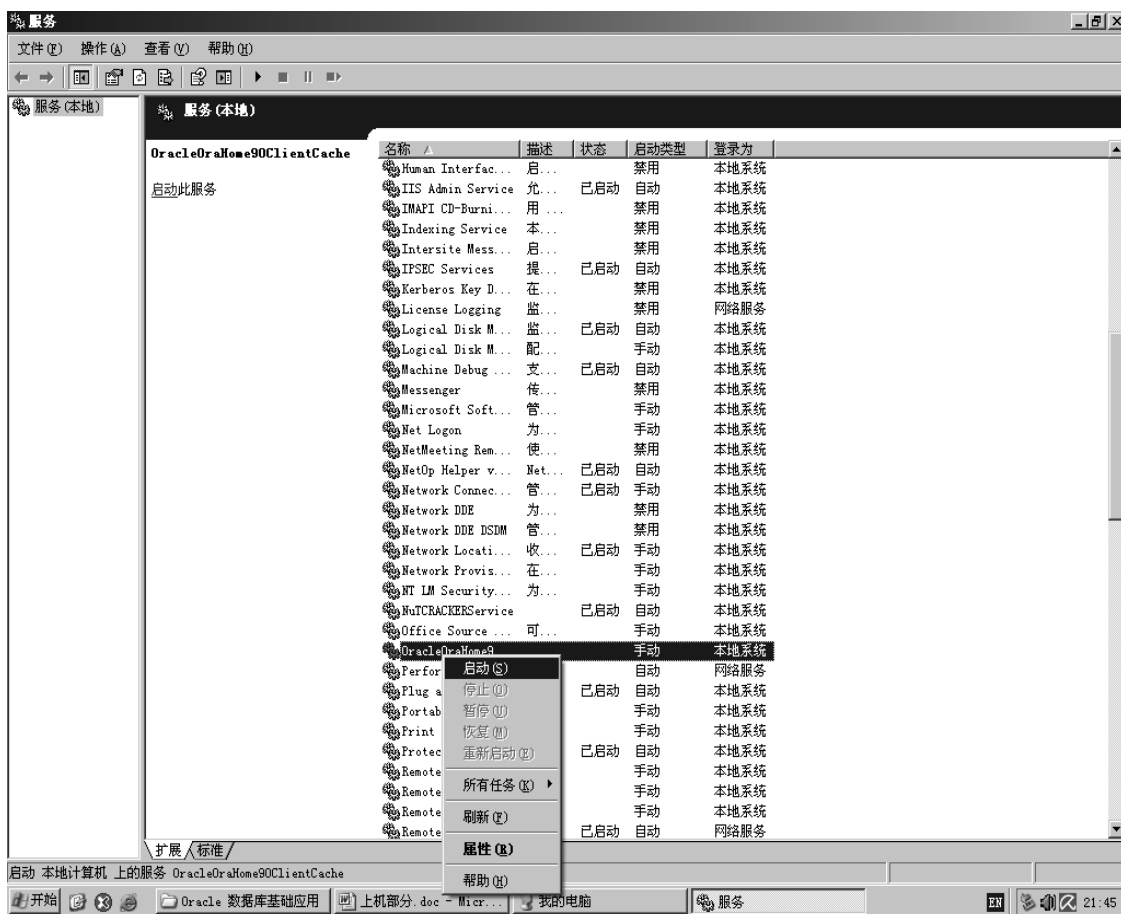 服务
文件(F) 操作(A) 查看(V) 帮助(H)
服务(本地)
服务(本地)
OracleOraHome90ClientCache
启动此服务
名称 描述 状态 启动类型 登录为
Human Interfac... 启... 禁用 本地系统
IIS Admin Service 允... 已启动 自动 本地系统
IMAPI CD-Burni... 用 ... 禁用 本地系统
Indexing Service 本... 禁用 本地系统
Intersite Mess... 启... 禁用 本地系统
IPSEC Services 提... 已启动 自动 本地系统
Kerberos Key D... 在... 禁用 本地系统
License Logging 监... 禁用 网络服务
Logical Disk M... 监... 已启动 自动 本地系统
Logical Disk M... 配... 手动 本地系统
Machine Debug ... 支... 已启动 自动 本地系统
Messenger 传... 禁用 本地系统
Microsoft Soft... 管... 手动 本地系统
Net Logon 为... 手动 本地系统
NetMeeting Rem... 使... 禁用 本地系统
NetOp Helper v... Net... 已启动 自动 本地系统
Network Connec... 管... 已启动 手动 本地系统
Network DDE 为... 禁用 本地系统
Network DDE DSDM 管... 禁用 本地系统
Network Locati... 收... 已启动 手动 本地系统
Network Provis... 在... 手动 本地系统
NT LM Security... 为... 手动 本地系统
NuTCRACKERService 已启动 自动 本地系统
Office Source ... 可... 手动 本地系统
OracleOraHome9 手动 本地系统
Perfor 自动 网络服务
Plug a 已启动 自动 本地系统
Portab 手动 本地系统
Print 手动 本地系统
Protec 已启动 自动 本地系统
Remote 手动 本地系统
Remote 手动 本地系统
Remote 手动 本地系统
Remote 已启动 自动 网络服务
启动(S)
停止(O)
暂停(U)
恢复(M)
重新启动(E)
所有任务(K)
刷新(F)
属性(R)
帮助(H)
扩展 标准
启动 本地计算机 上的服务 OracleOraHome90ClientCache
开始 Oracle 数据库基础应用 上机部分.doc - Micr... 我的电脑 服务 EN 21:45